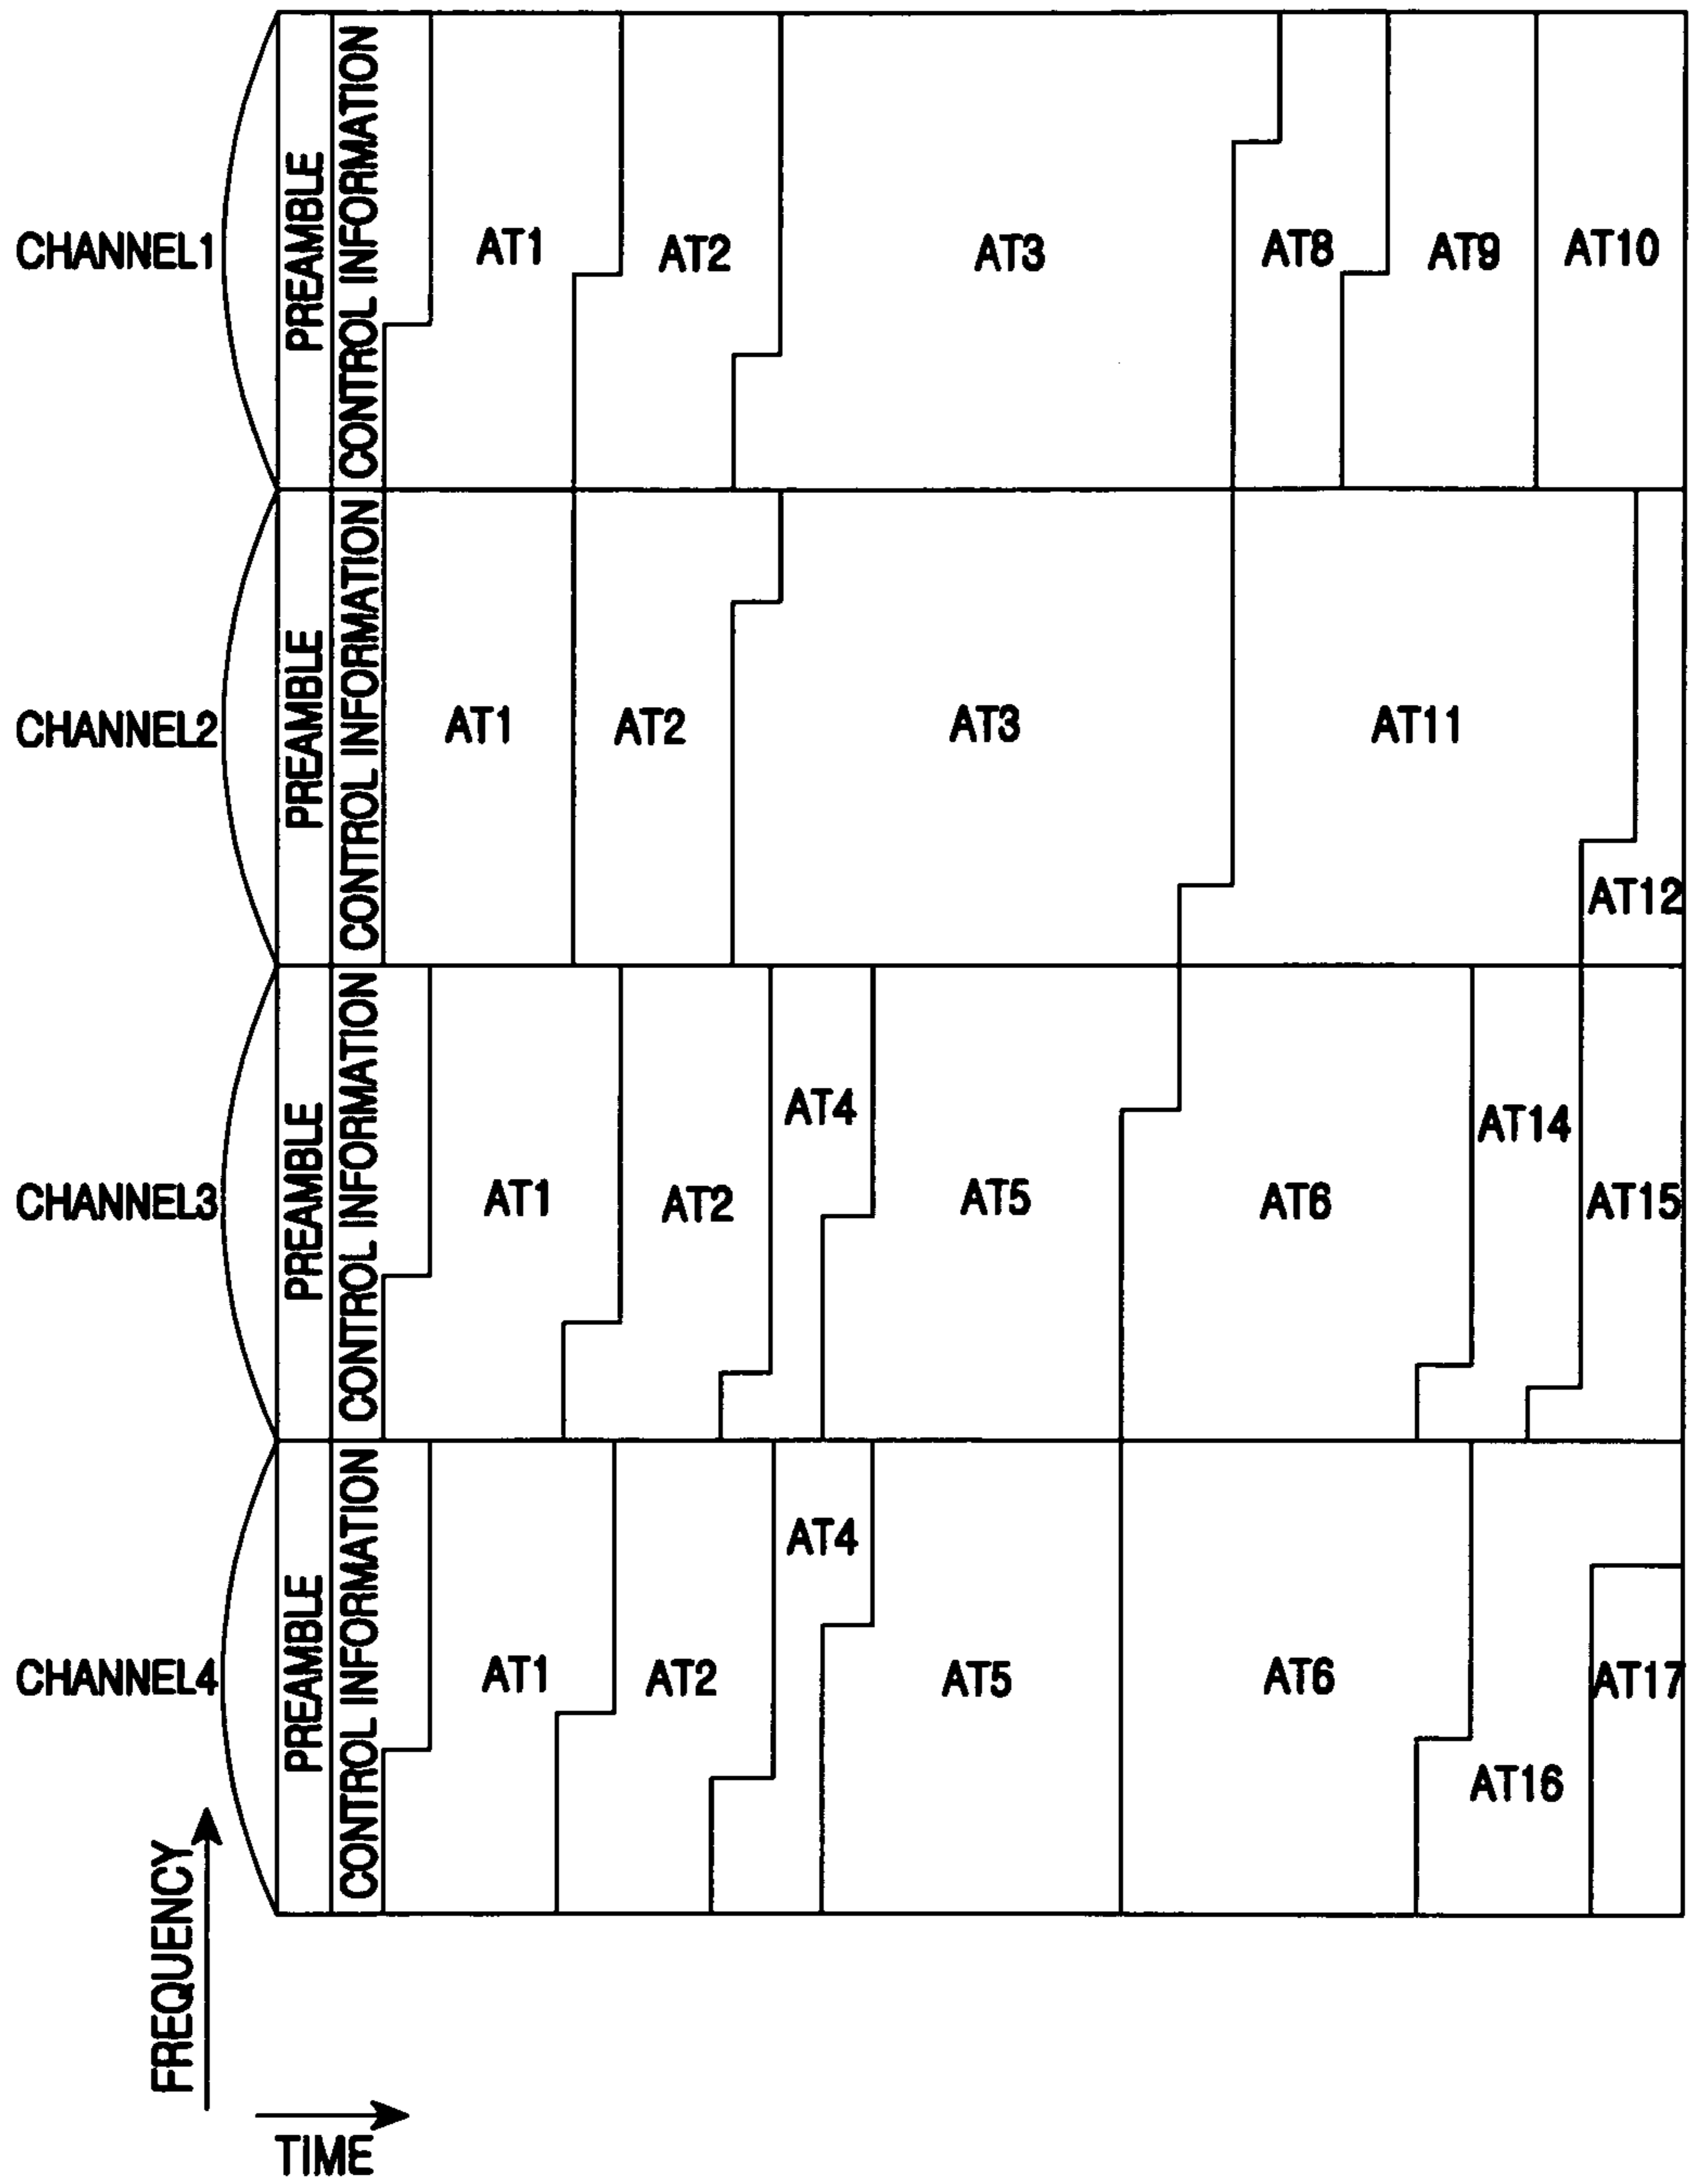 CHANNEL1
PREAMBLE
CONTROL INFORMATION
AT1
AT2
AT3
AT8
AT9
AT10
CHANNEL2
PREAMBLE
CONTROL INFORMATION
AT1
AT2
AT3
AT11
AT12
CHANNEL3
PREAMBLE
CONTROL INFORMATION
AT1
AT2
AT4
AT5
AT6
AT14
AT15
CHANNEL4
PREAMBLE
CONTROL INFORMATION
AT1
AT2
AT4
AT5
AT6
AT16
AT17
FREQUENCY
TIME